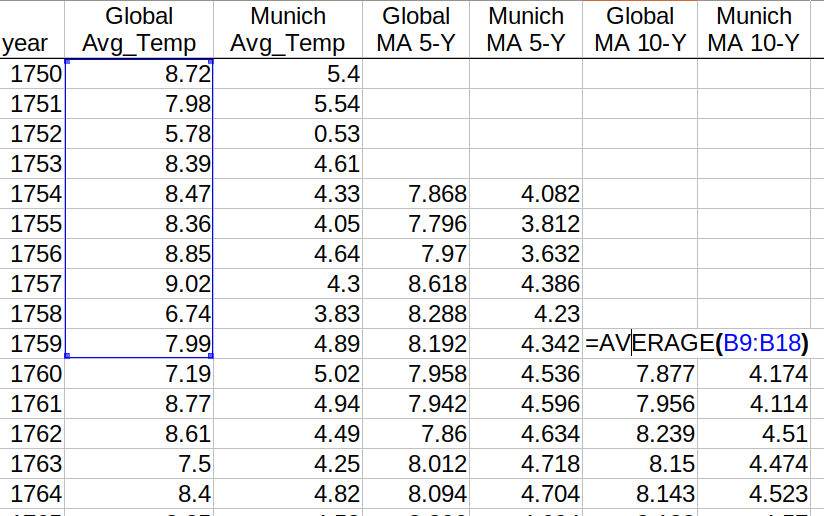 Global Munich Global Munich Global Munich
year Avg_Temp Avg_Temp MA 5-Y MA 5-Y MA 10-Y MA 10-Y
1750 8.72 5.4
1751 7.98 5.54
1752 5.78 0.53
1753 8.39 4.61
1754 8.47 4.33 7.868 4.082
1755 8.36 4.05 7.796 3.812
1756 8.85 4.64 7.97 3.632
1757 9.02 4.3 8.618 4.386
1758 6.74 3.83 8.288 4.23
1759 7.99 4.89 8.192 4.342 =AVERAGE(B9:B18)
1760 7.19 5.02 7.958 4.536 7.877 4.174
1761 8.77 4.94 7.942 4.596 7.956 4.114
1762 8.61 4.49 7.86 4.634 8.239 4.51
1763 7.5 4.25 8.012 4.718 8.15 4.474
1764 8.4 4.82 8.094 4.704 8.143 4.523